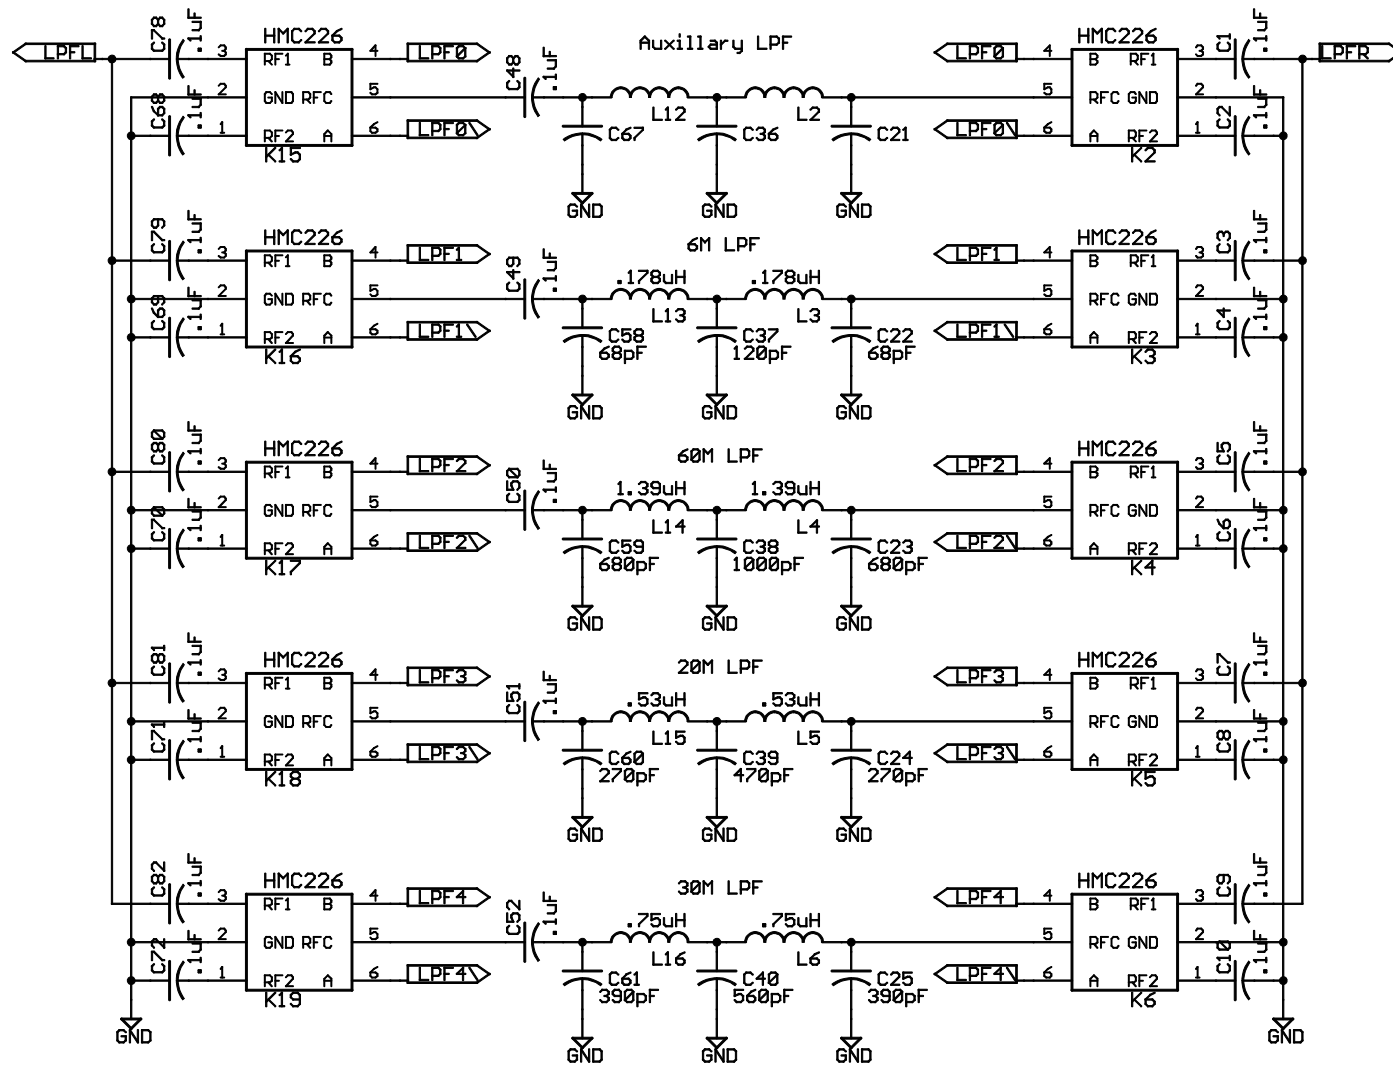 Auxillary LPF
LPFL
C78
.1uF
HMC226
3
RF1
B
4
LPF0
2
GND
RFC
5
C68
.1uF
1
RF2
A
6
LPF0\
K15
C48
.1uF
L12
L2
C67
C36
C21
GND
GND
GND
LPF0
4
HMC226
B
RF1
3
C1
.1uF
LPFR
5
RFC
GND
2
LPF0\
6
A
RF2
1
C2
.1uF
K2
6M LPF
C79
.1uF
HMC226
3
RF1
B
4
LPF1
2
GND
RFC
5
C69
.1uF
1
RF2
A
6
LPF1\
K16
C49
.1uF
.178uH
.178uH
L13
L3
C58
68pF
C37
120pF
C22
68pF
GND
GND
GND
LPF1
4
HMC226
B
RF1
3
C3
.1uF
5
RFC
GND
2
LPF1\
6
A
RF2
1
C4
.1uF
K3
60M LPF
C80
.1uF
HMC226
3
RF1
B
4
LPF2
2
GND
RFC
5
C70
.1uF
1
RF2
A
6
LPF2\
K17
C50
.1uF
1.39uH
1.39uH
L14
L4
C59
680pF
C38
1000pF
C23
680pF
GND
GND
GND
LPF2
4
HMC226
B
RF1
3
C5
.1uF
5
RFC
GND
2
LPF2\
6
A
RF2
1
C6
.1uF
K4
20M LPF
C81
.1uF
HMC226
3
RF1
B
4
LPF3
2
GND
RFC
5
C71
.1uF
1
RF2
A
6
LPF3\
K18
C51
.1uF
.53uH
.53uH
L15
L5
C60
270pF
C39
470pF
C24
270pF
GND
GND
GND
LPF3
4
HMC226
B
RF1
3
C7
.1uF
5
RFC
GND
2
LPF3\
6
A
RF2
1
C8
.1uF
K5
30M LPF
C82
.1uF
HMC226
3
RF1
B
4
LPF4
2
GND
RFC
5
C72
.1uF
1
RF2
A
6
LPF4\
K19
C52
.1uF
.75uH
.75uH
L16
L6
C61
390pF
C40
560pF
C25
390pF
GND
GND
GND
LPF4
4
HMC226
B
RF1
3
C9
.1uF
5
RFC
GND
2
LPF4\
6
A
RF2
1
C10
.1uF
K6
GND
GND